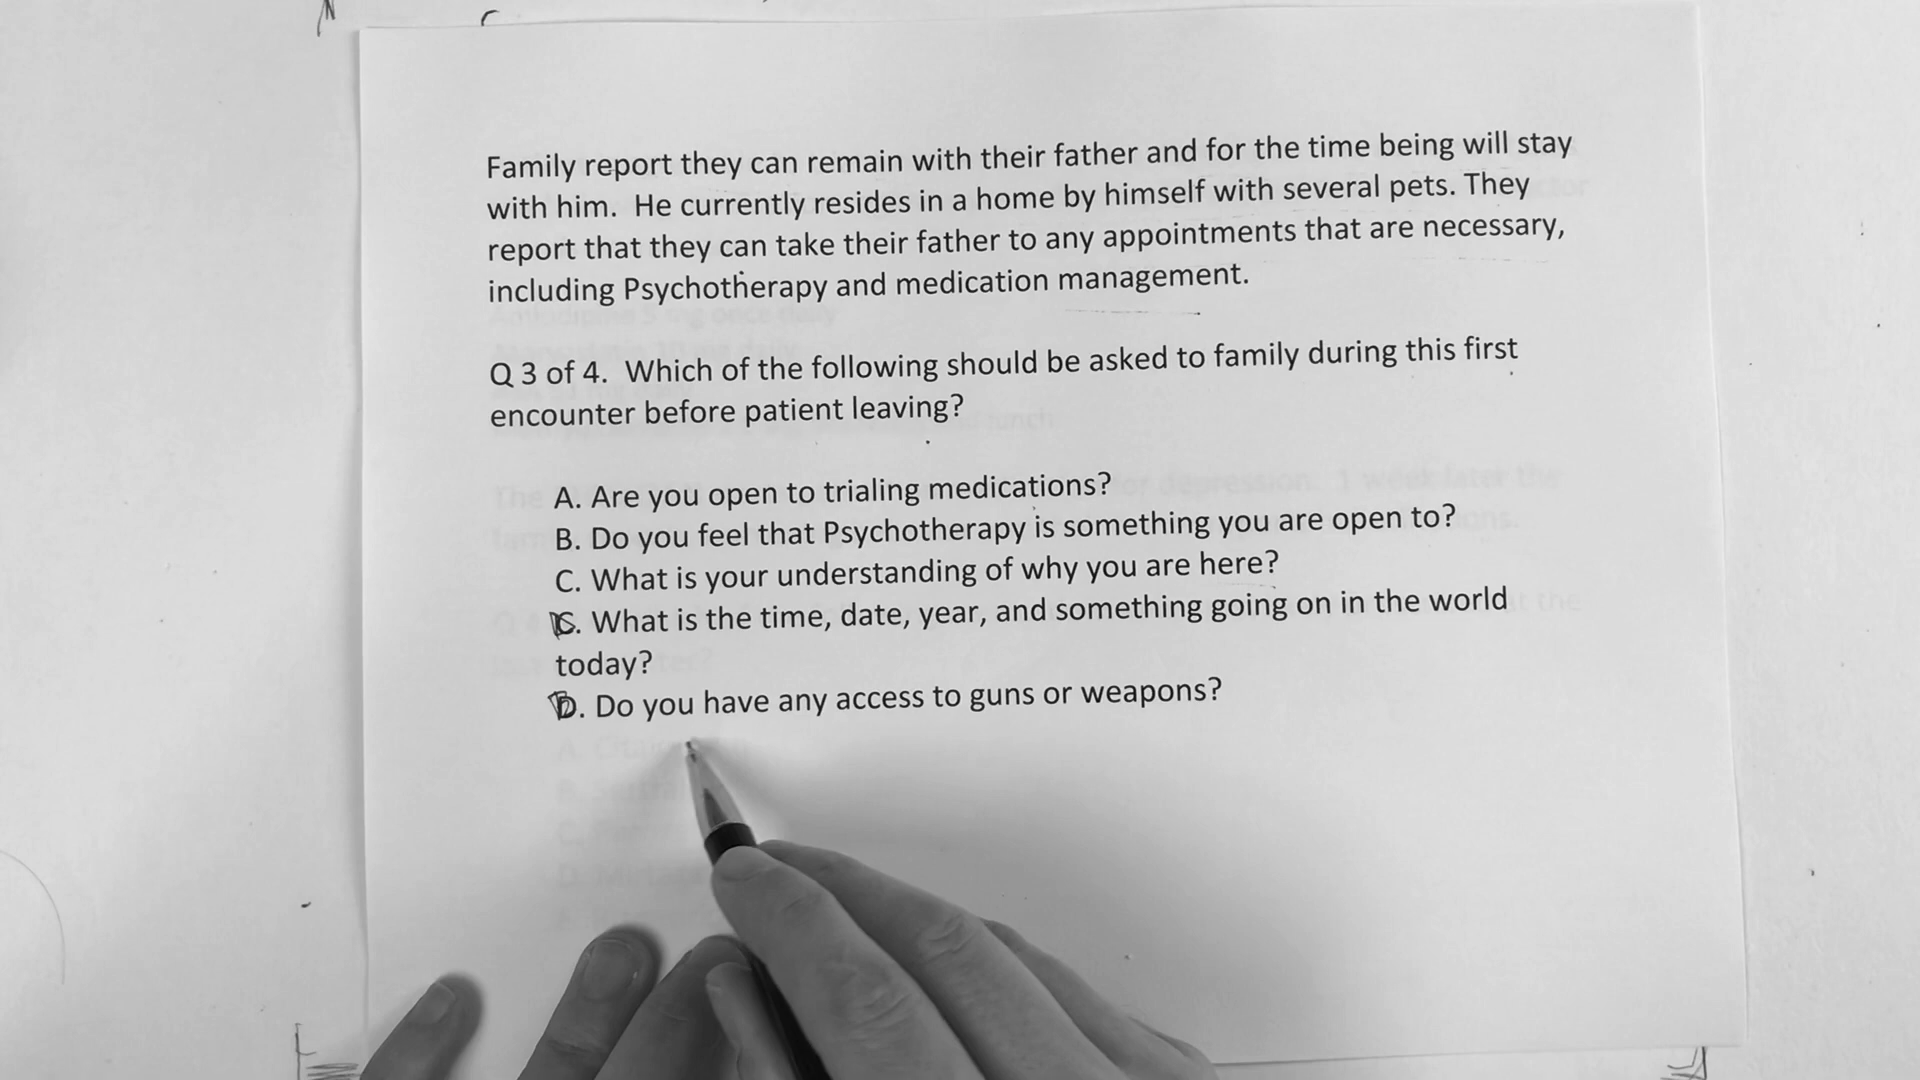 Family report they can remain with their father and for the time being will stay
with him. He currently resides in a home by himself with several pets. They
report that they can take their father to any appointments that are necessary,
including Psychotherapy and medication management.
Q 3 of 4. Which of the following should be asked to family during this first
encounter before patient leaving?
A. Are you open to trialing medications?
B. Do you feel that Psychotherapy is something you are open to?
C. What is your understanding of why you are here?
D. What is the time, date, year, and something going on in the world
today?
E. Do you have any access to guns or weapons?